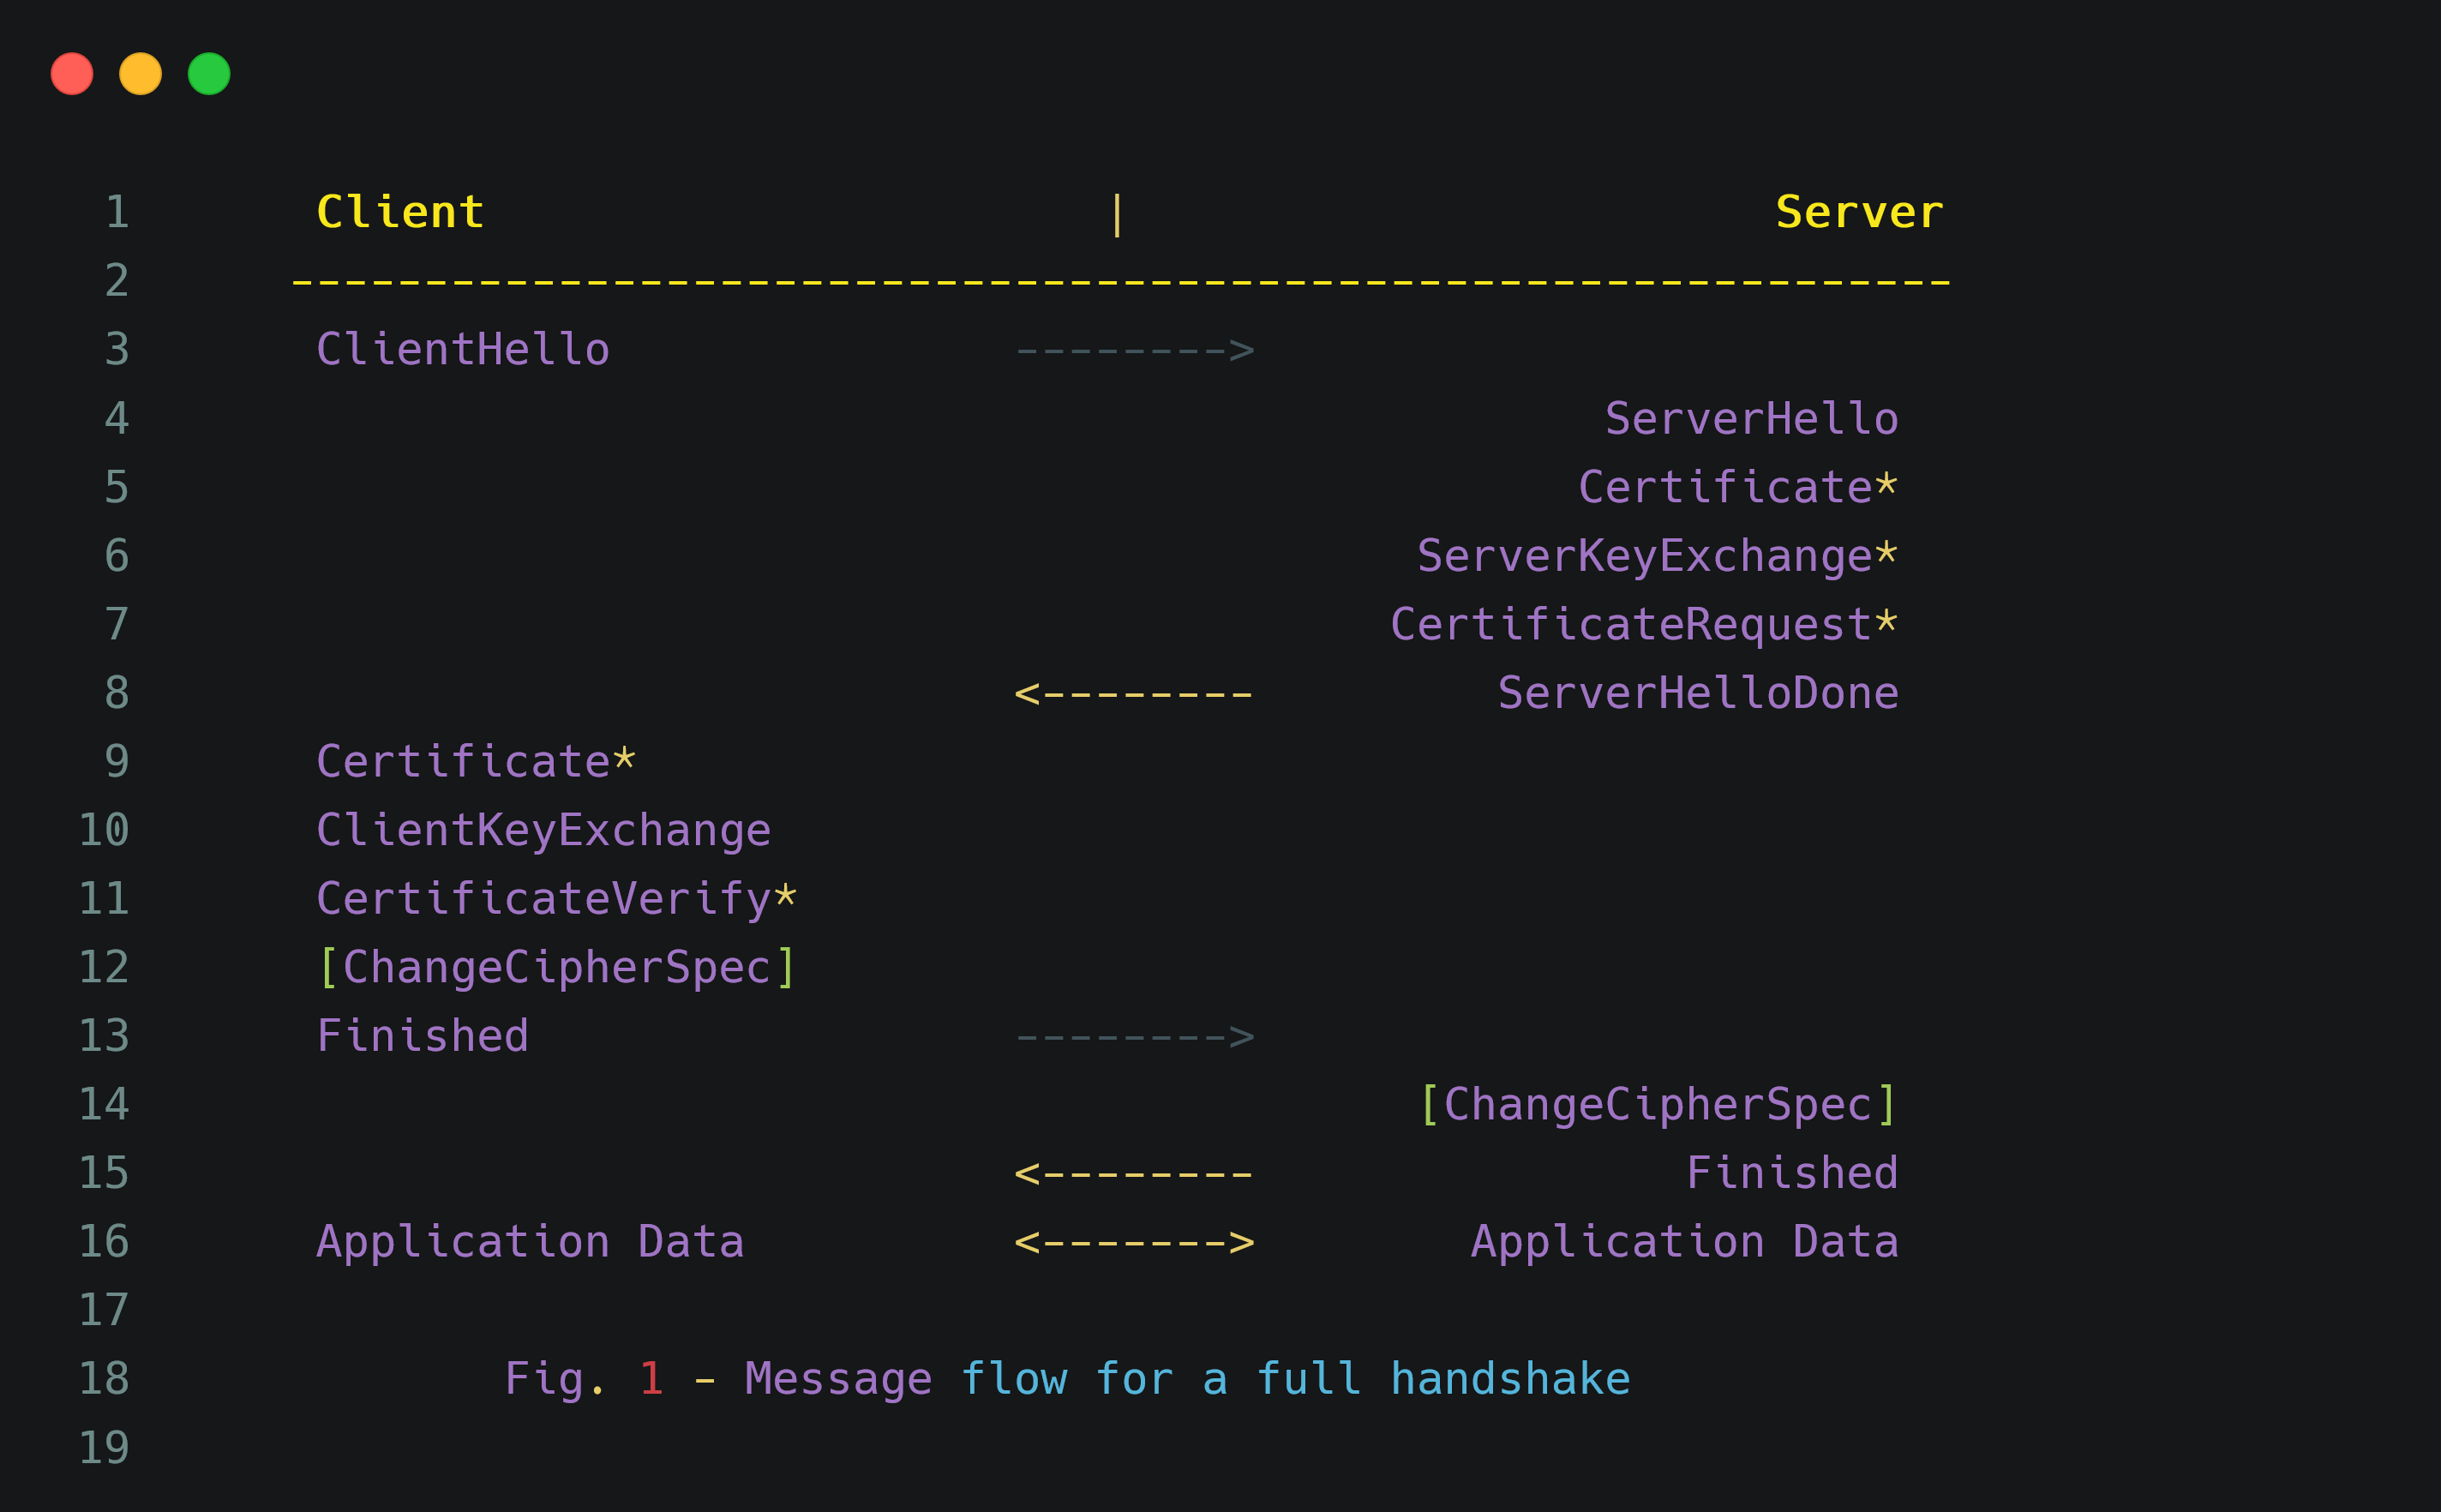 1 Client | Server
2 --------------------------------------------------------------
3 ClientHello -------->
4 ServerHello
5 Certificate*
6 ServerKeyExchange*
7 CertificateRequest*
8 <-------- ServerHelloDone
9 Certificate*
10 ClientKeyExchange
11 CertificateVerify*
12 [ChangeCipherSpec]
13 Finished -------->
14 [ChangeCipherSpec]
15 <-------- Finished
16 Application Data <-------> Application Data
17
18 Fig. 1 - Message flow for a full handshake
19